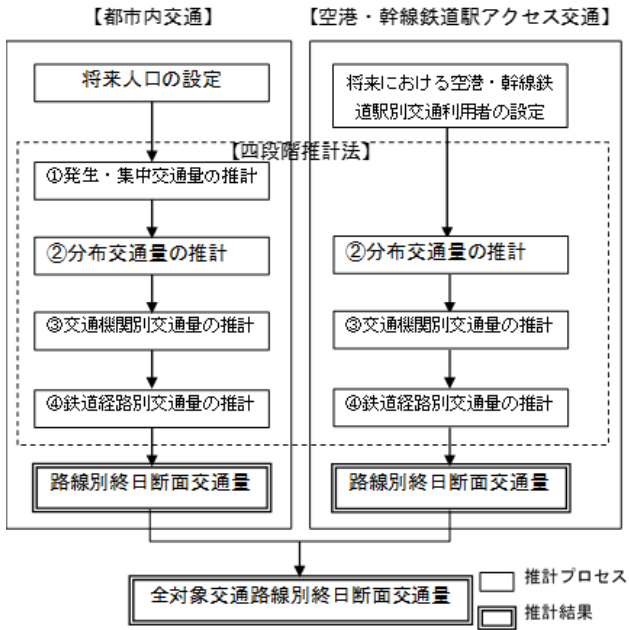 【都市内交通】
【空港・幹線鉄道駅アクセス交通】
将来人口の設定
将来における空港・幹線鉄
道駅別交通利用者の設定
【四段階推計法】
①発生・集中交通量の推計
②分布交通量の推計
②分布交通量の推計
③交通機関別交通量の推計
③交通機関別交通量の推計
④鉄道経路別交通量の推計
④鉄道経路別交通量の推計
路線別終日断面交通量
路線別終日断面交通量
全対象交通路線別終日断面交通量
推計プロセス
推計結果